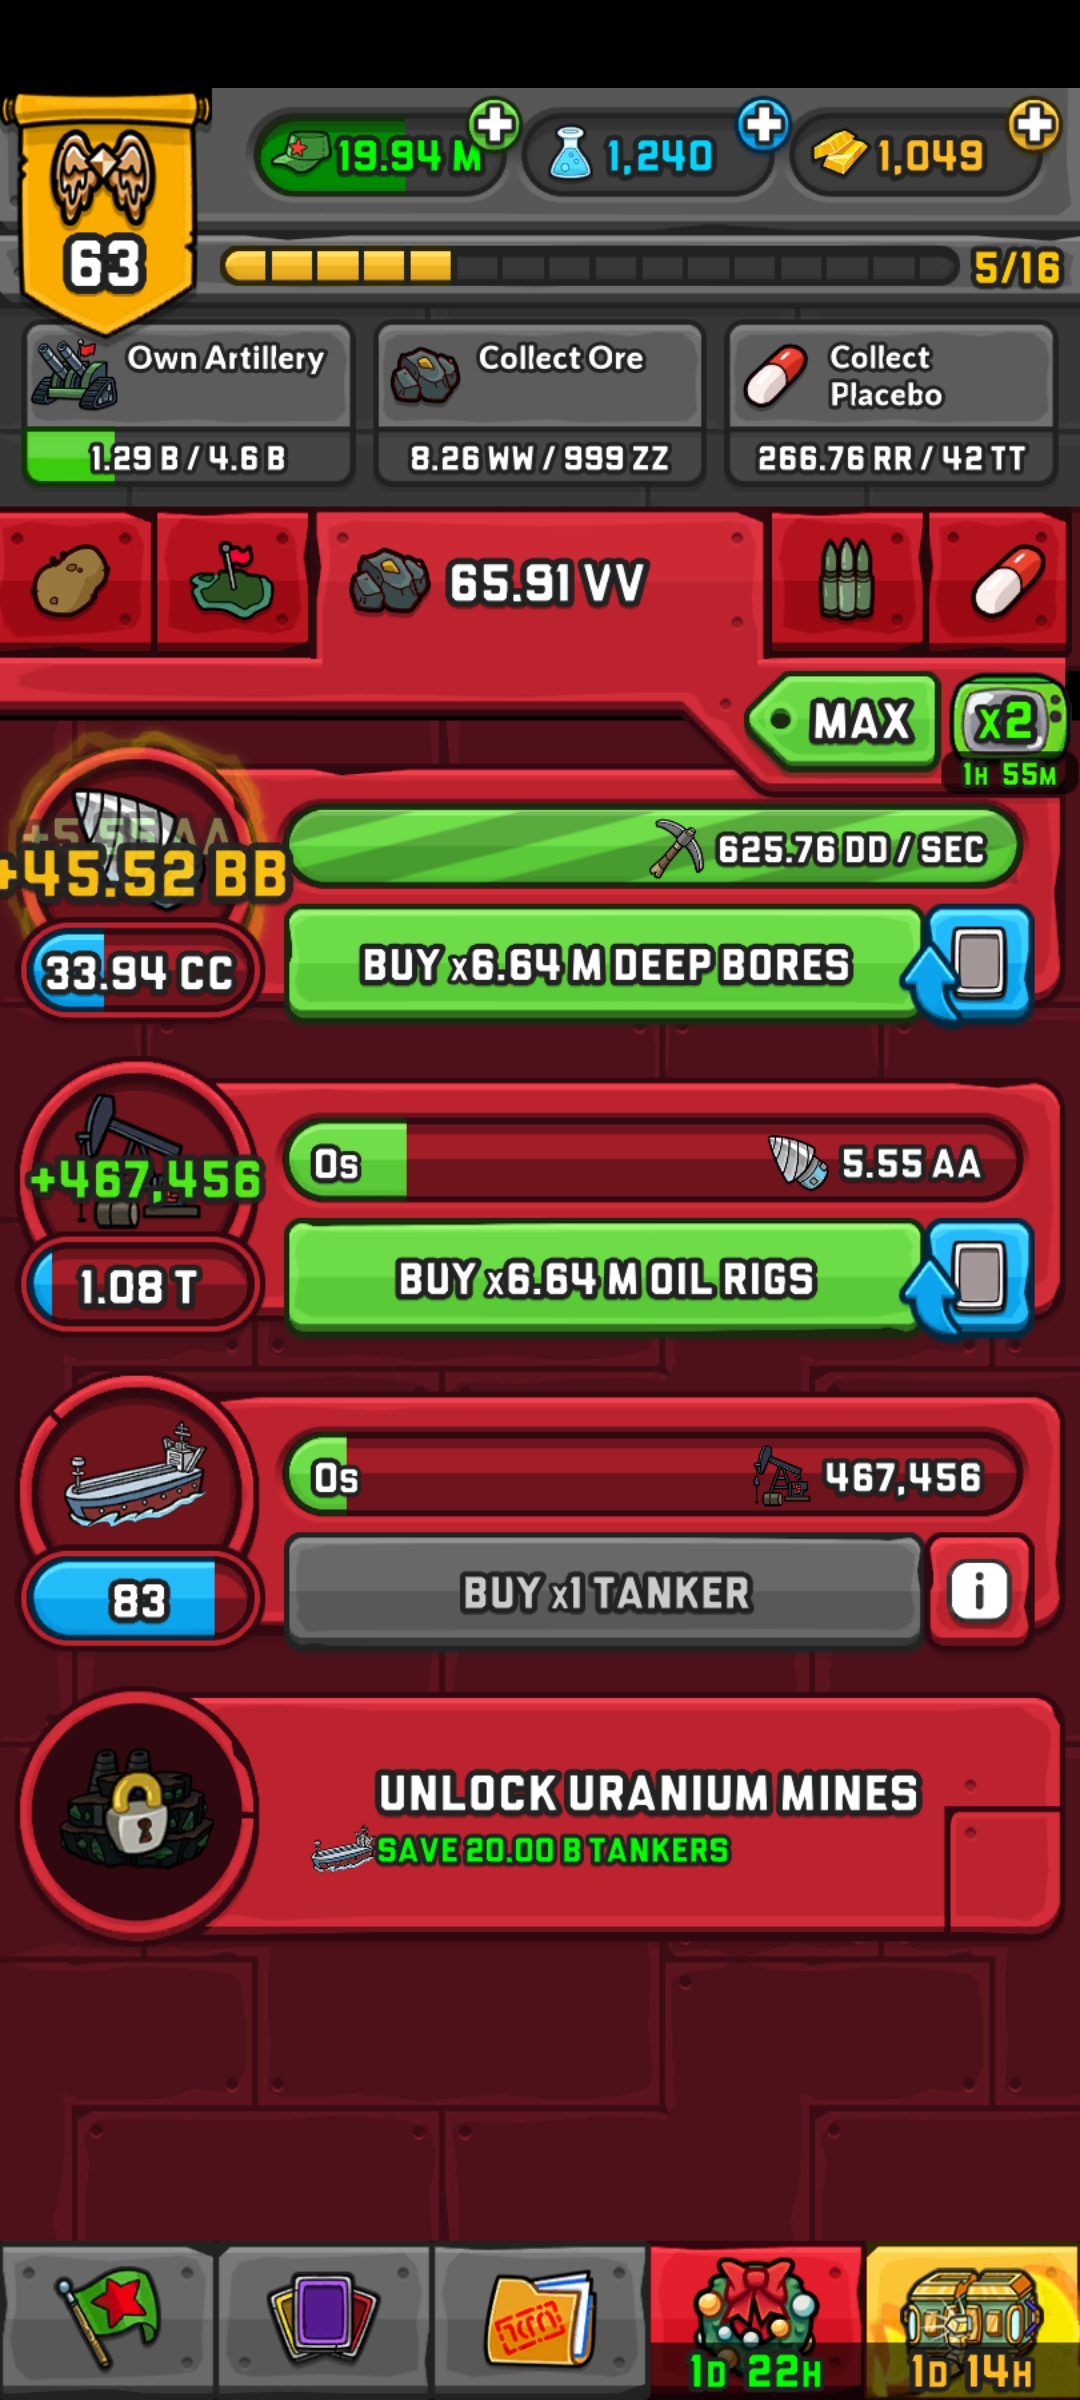 19.94 M
1,240
1,049
63
5/16
Own Artillery
1.29 B / 4.6 B
Collect Ore
8.26 WW / 999 ZZ
Collect
Placebo
266.76 RR / 42 TT
65.91 VV
MAX
x2
1H 55M
+5.55 AA
+45.52 BB
625.76 DD / SEC
33.94 CC
BUY x6.64 M DEEP BORES
+467,456
0s
5.55 AA
1.08 T
BUY x6.64 M OIL RIGS
0s
467,456
83
BUY x1 TANKER
i
UNLOCK URANIUM MINES
SAVE 20.00 B TANKERS
1D 22H
1D 14H